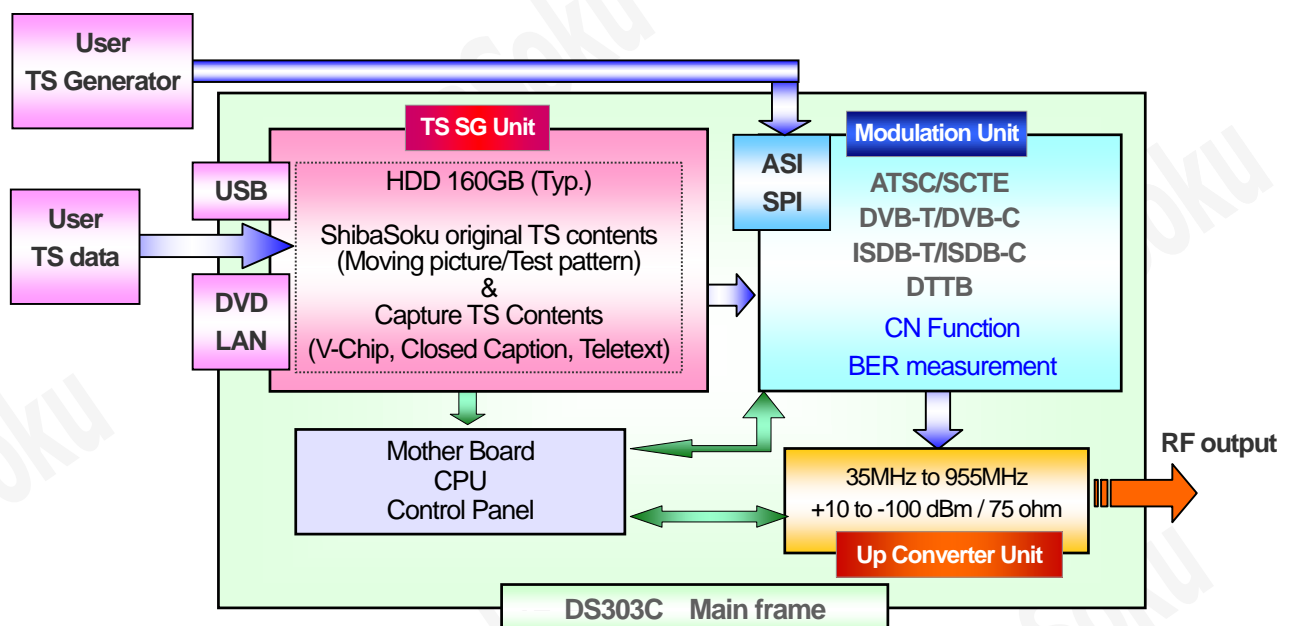 User
TS Generator
TS SG Unit
Modulation Unit
USB
HDD 160GB (Typ.)
ShibaSoku original TS contents
(Moving picture/Test pattern)
&
Capture TS Contents
(V-Chip, Closed Caption, Teletext)
User
TS data
DVD
LAN
ASI
SPI
ATSC/SCTE
DVB-T/DVB-C
ISDB-T/ISDB-C
DTTB
CN Function
BER measurement
Mother Board
CPU
Control Panel
35MHz to 955MHz
+10 to -100 dBm / 75 ohm
Up Converter Unit
RF output
DS303C Main frame